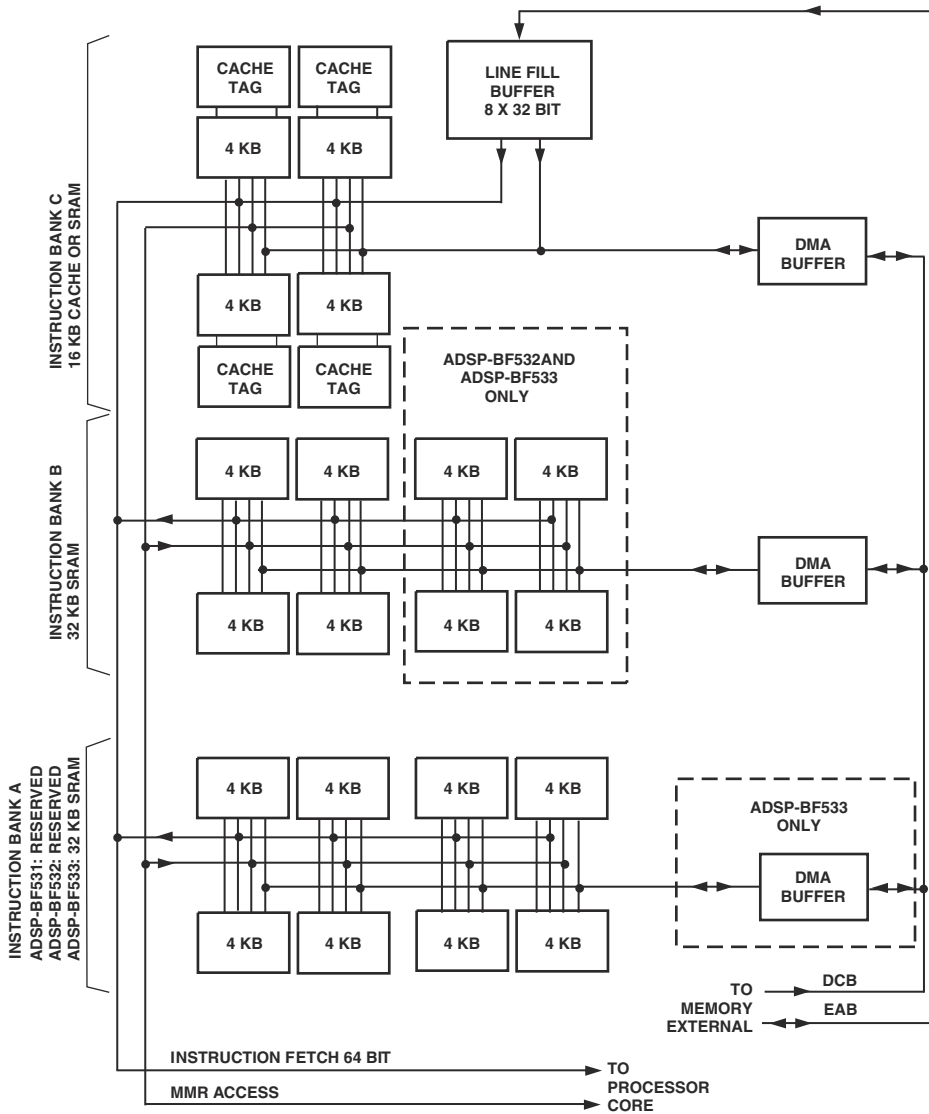 INSTRUCTION BANK C
16 KB CACHE OR SRAM
CACHE
TAG
CACHE
TAG
4 KB
4 KB
4 KB
4 KB
CACHE
TAG
CACHE
TAG
LINE FILL
BUFFER
8 X 32 BIT
DMA
BUFFER
INSTRUCTION BANK B
32 KB SRAM
ADSP-BF532AND
ADSP-BF533
ONLY
4 KB
4 KB
4 KB
4 KB
4 KB
4 KB
4 KB
4 KB
DMA
BUFFER
INSTRUCTION BANK A
ADSP-BF531: RESERVED
ADSP-BF532: RESERVED
ADSP-BF533: 32 KB SRAM
4 KB
4 KB
4 KB
4 KB
4 KB
4 KB
4 KB
4 KB
ADSP-BF533
ONLY
DMA
BUFFER
TO
MEMORY
EXTERNAL
DCB
EAB
INSTRUCTION FETCH 64 BIT
MMR ACCESS
TO
PROCESSOR
CORE